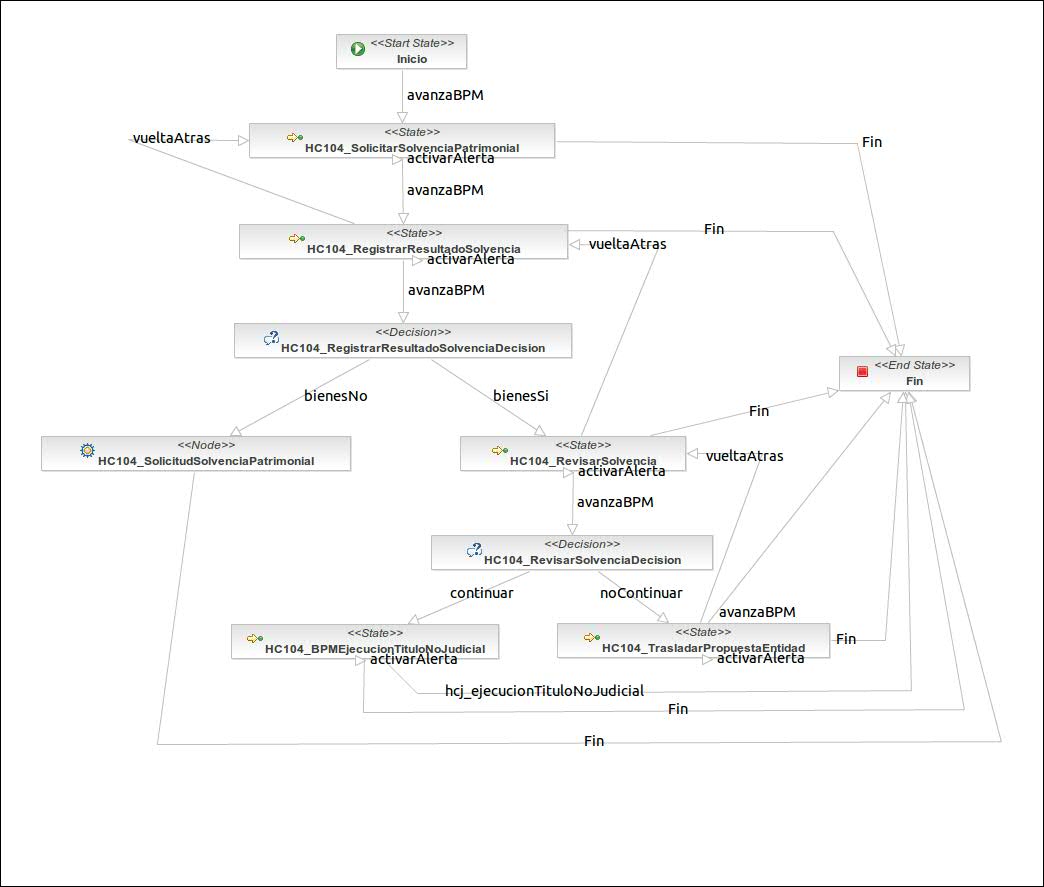 <<Start State>>
Inicio
avanzaBPM
vueltaAtras
<<State>>
HC104_SolicitarSolvenciaPatrimonial
activarAlerta
Fin
avanzaBPM
<<State>>
HC104_RegistrarResultadoSolvencia
activarAlerta
Fin
vueltaAtras
avanzaBPM
<<Decision>>
HC104_RegistrarResultadoSolvenciaDecision
<<End State>>
Fin
bienesNo
bienesSi
Fin
<<Node>>
HC104_SolicitudSolvenciaPatrimonial
<<State>>
HC104_RevisarSolvencia
activarAlerta
vueltaAtras
avanzaBPM
<<Decision>>
HC104_RevisarSolvenciaDecision
continuar
noContinuar
avanzaBPM
<<State>>
HC104_BPMEjecucionTituloNoJudicial
activarAlerta
<<State>>
HC104_TrasladarPropuestaEntidad
activarAlerta
Fin
hcj_ejecucionTituloNoJudicial
Fin
Fin